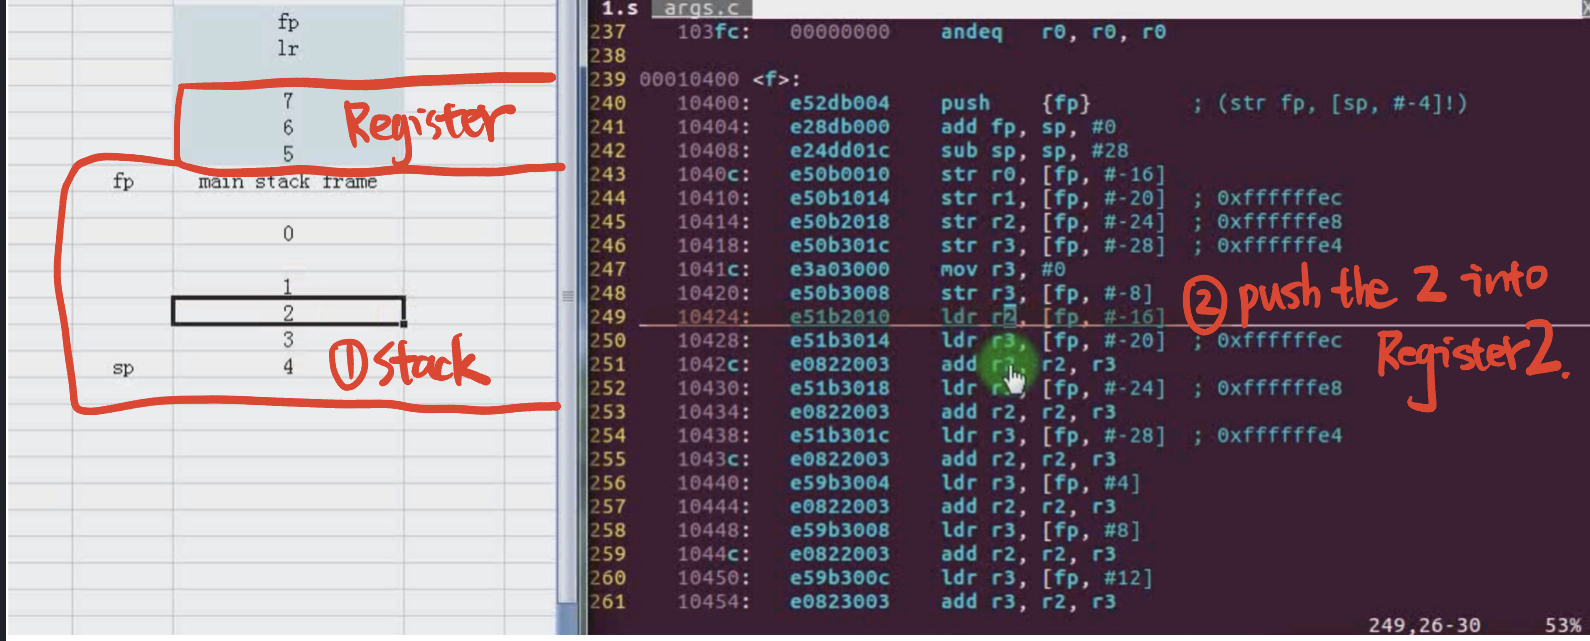 fp
lr
7
6
5
Register
fp main stack frame
0
1
2
3
sp 4
① stack
1.s args.c
237 103fc: 00000000 andeq r0, r0, r0
238
239 00010400 <f>:
240 10400: e52db004 push {fp} ; (str fp, [sp, #-4]!)
241 10404: e28db000 add fp, sp, #0
242 10408: e24dd01c sub sp, sp, #28
243 1040c: e50b0010 str r0, [fp, #-16]
244 10410: e50b1014 str r1, [fp, #-20] ; 0xffffffec
245 10414: e50b2018 str r2, [fp, #-24] ; 0xffffffe8
246 10418: e50b301c str r3, [fp, #-28] ; 0xffffffe4
247 1041c: e3a03000 mov r3, #0
248 10420: e50b3008 str r3, [fp, #-8]
249 10424: e51b2010 ldr r2, [fp, #-16]
250 10428: e51b3014 ldr r3, [fp, #-20] ; 0xffffffec
251 1042c: e0822003 add r2, r2, r3
252 10430: e51b3018 ldr [fp, #-24] ; 0xffffffe8
253 10434: e0822003 add r2, r2, r3
254 10438: e51b301c ldr r3, [fp, #-28] ; 0xffffffe4
255 1043c: e0822003 add r2, r2, r3
256 10440: e59b3004 ldr r3, [fp, #4]
257 10444: e0822003 add r2, r2, r3
258 10448: e59b3008 ldr r3, [fp, #8]
259 1044c: e0822003 add r2, r2, r3
260 10450: e59b300c ldr r3, [fp, #12]
261 10454: e0823003 add r3, r2, r3
② push the 2 into
Register 2.
249,26-30 53%